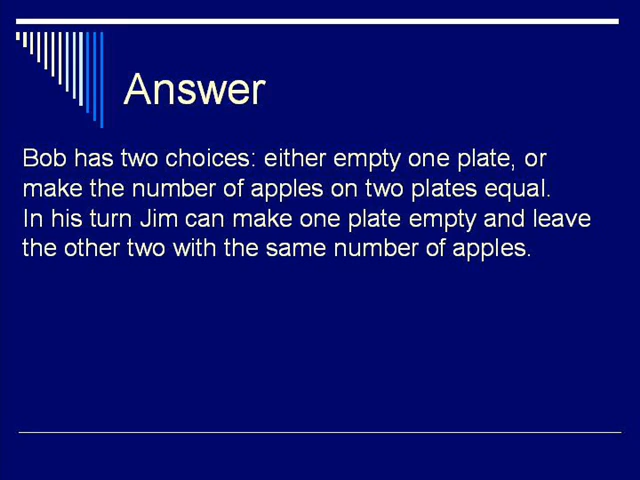 Answer
Bob has two choices: either empty one plate, or
make the number of apples on two plates equal.
In his turn Jim can make one plate empty and leave
the other two with the same number of apples.